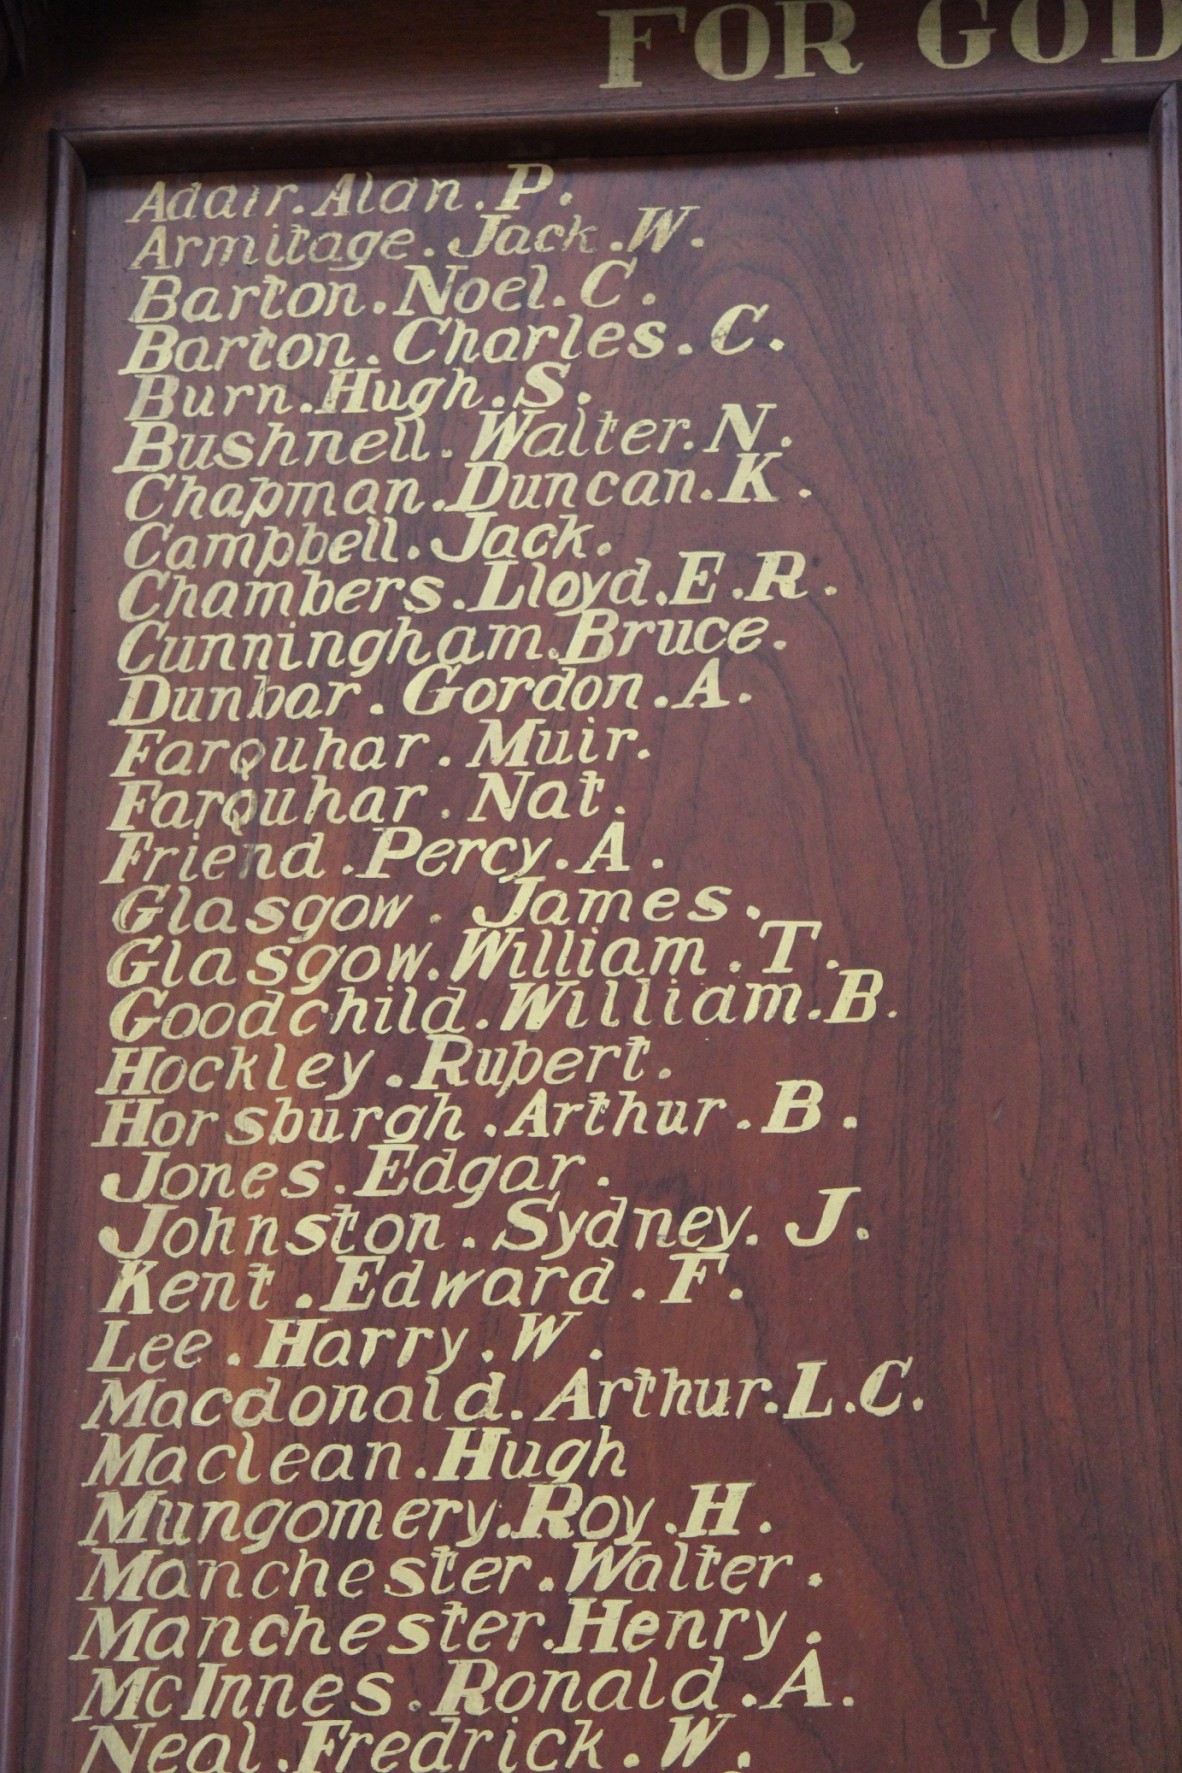 FOR GOD
Adair. Alan. P.
Armitage. Jack. W.
Barton. Noel. C.
Barton. Charles. C.
Burn. Hugh. S.
Bushnell. Walter. N.
Chapman. Duncan. K.
Campbell. Jack.
Chambers. Lloyd. E. R.
Cunningham. Bruce.
Dunbar. Gordon. A.
Farquhar. Muir.
Farquhar. Nat.
Friend. Percy. A.
Glasgow. James.
Glasgow. William. T.
Goodchild. William. B.
Hockley. Rupert.
Horsburgh. Arthur. B.
Jones. Edgar.
Johnston. Sydney. J.
Kent. Edward. F.
Lee. Harry. W.
Macdonald. Arthur. L. C.
Maclean. Hugh
Mungomery. Roy. H.
Manchester. Walter.
Manchester. Henry.
McInnes. Ronald. A.
Neal. Fredrick. W.